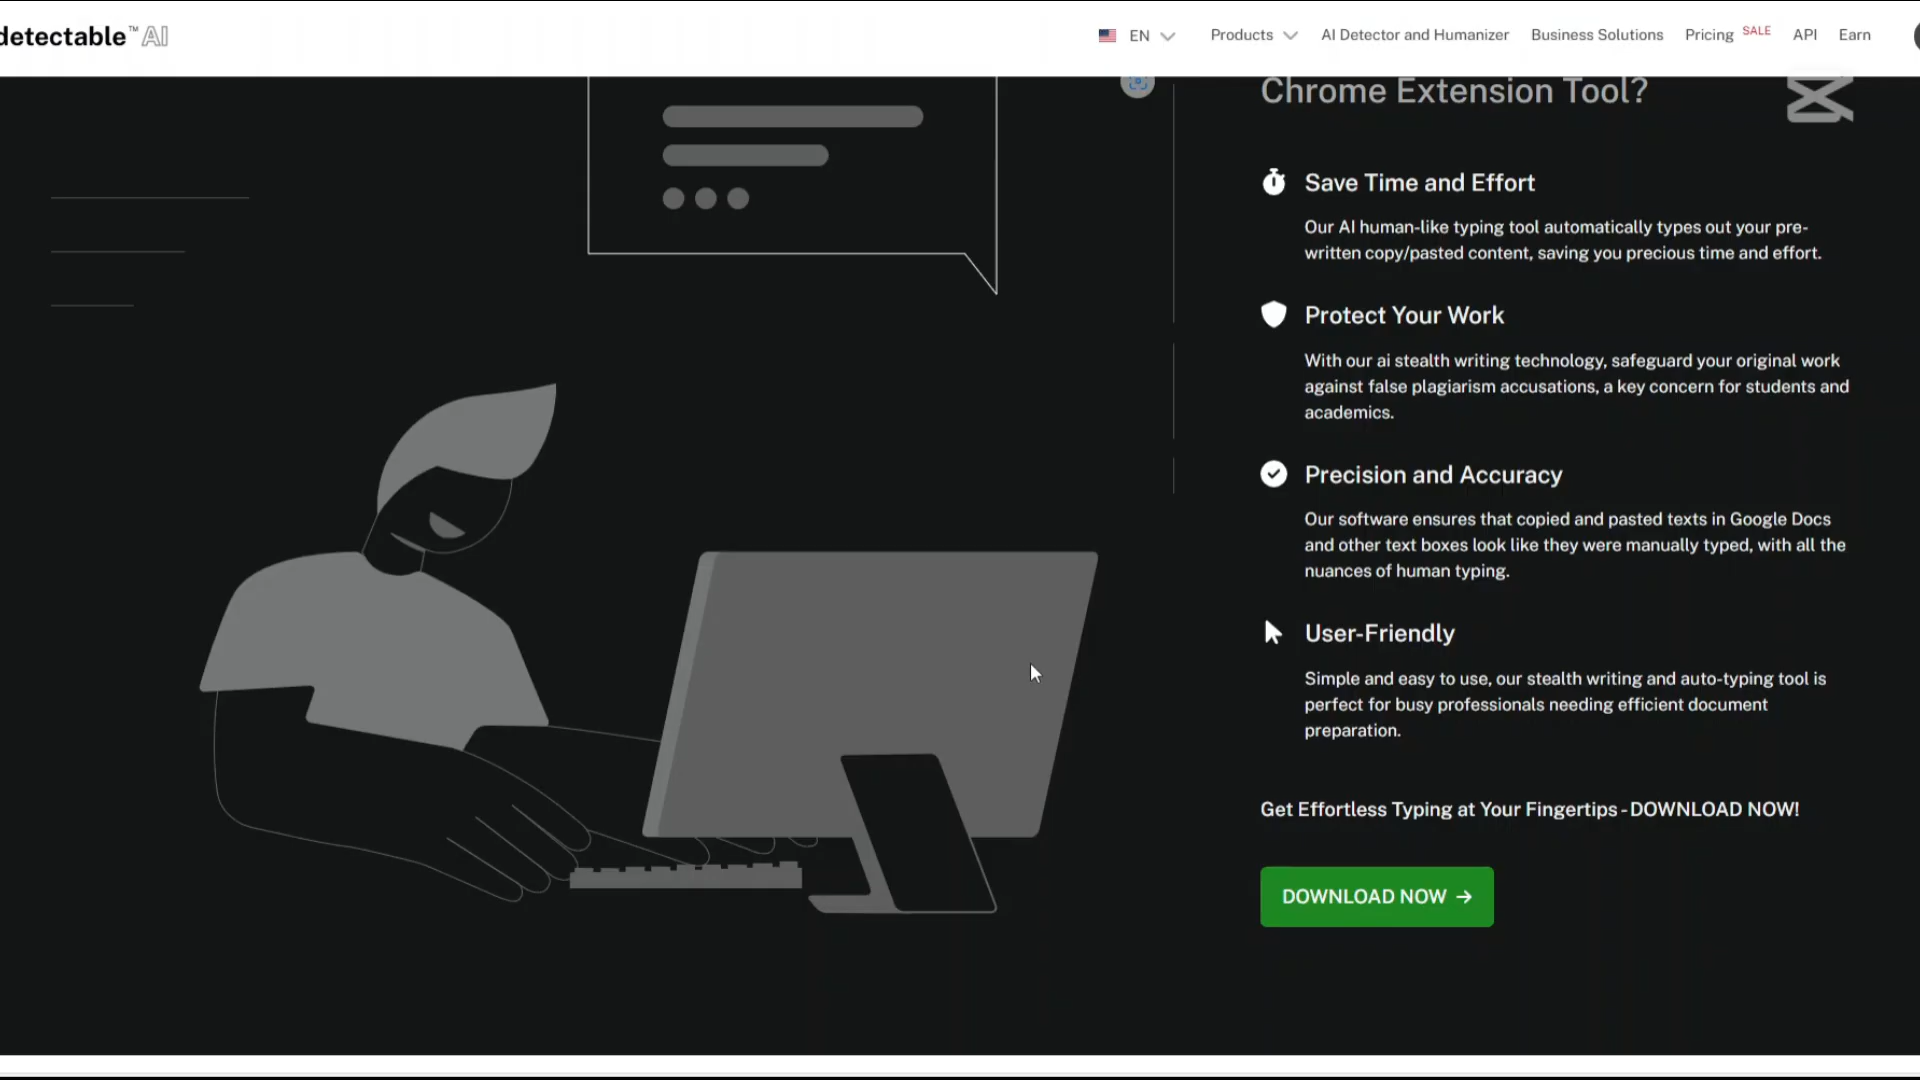 detectable™ AI
EN
Products
AI Detector and Humanizer
Business Solutions
Pricing SALE
API
Earn
Chrome Extension Tool?
Save Time and Effort
Our AI human-like typing tool automatically types out your pre-
written copy/pasted content, saving you precious time and effort.
Protect Your Work
With our ai stealth writing technology, safeguard your original work
against false plagiarism accusations, a key concern for students and
academics.
Precision and Accuracy
Our software ensures that copied and pasted texts in Google Docs
and other text boxes look like they were manually typed, with all the
nuances of human typing.
User-Friendly
Simple and easy to use, our stealth writing and auto-typing tool is
perfect for busy professionals needing efficient document
preparation.
Get Effortless Typing at Your Fingertips - DOWNLOAD NOW!
DOWNLOAD NOW →